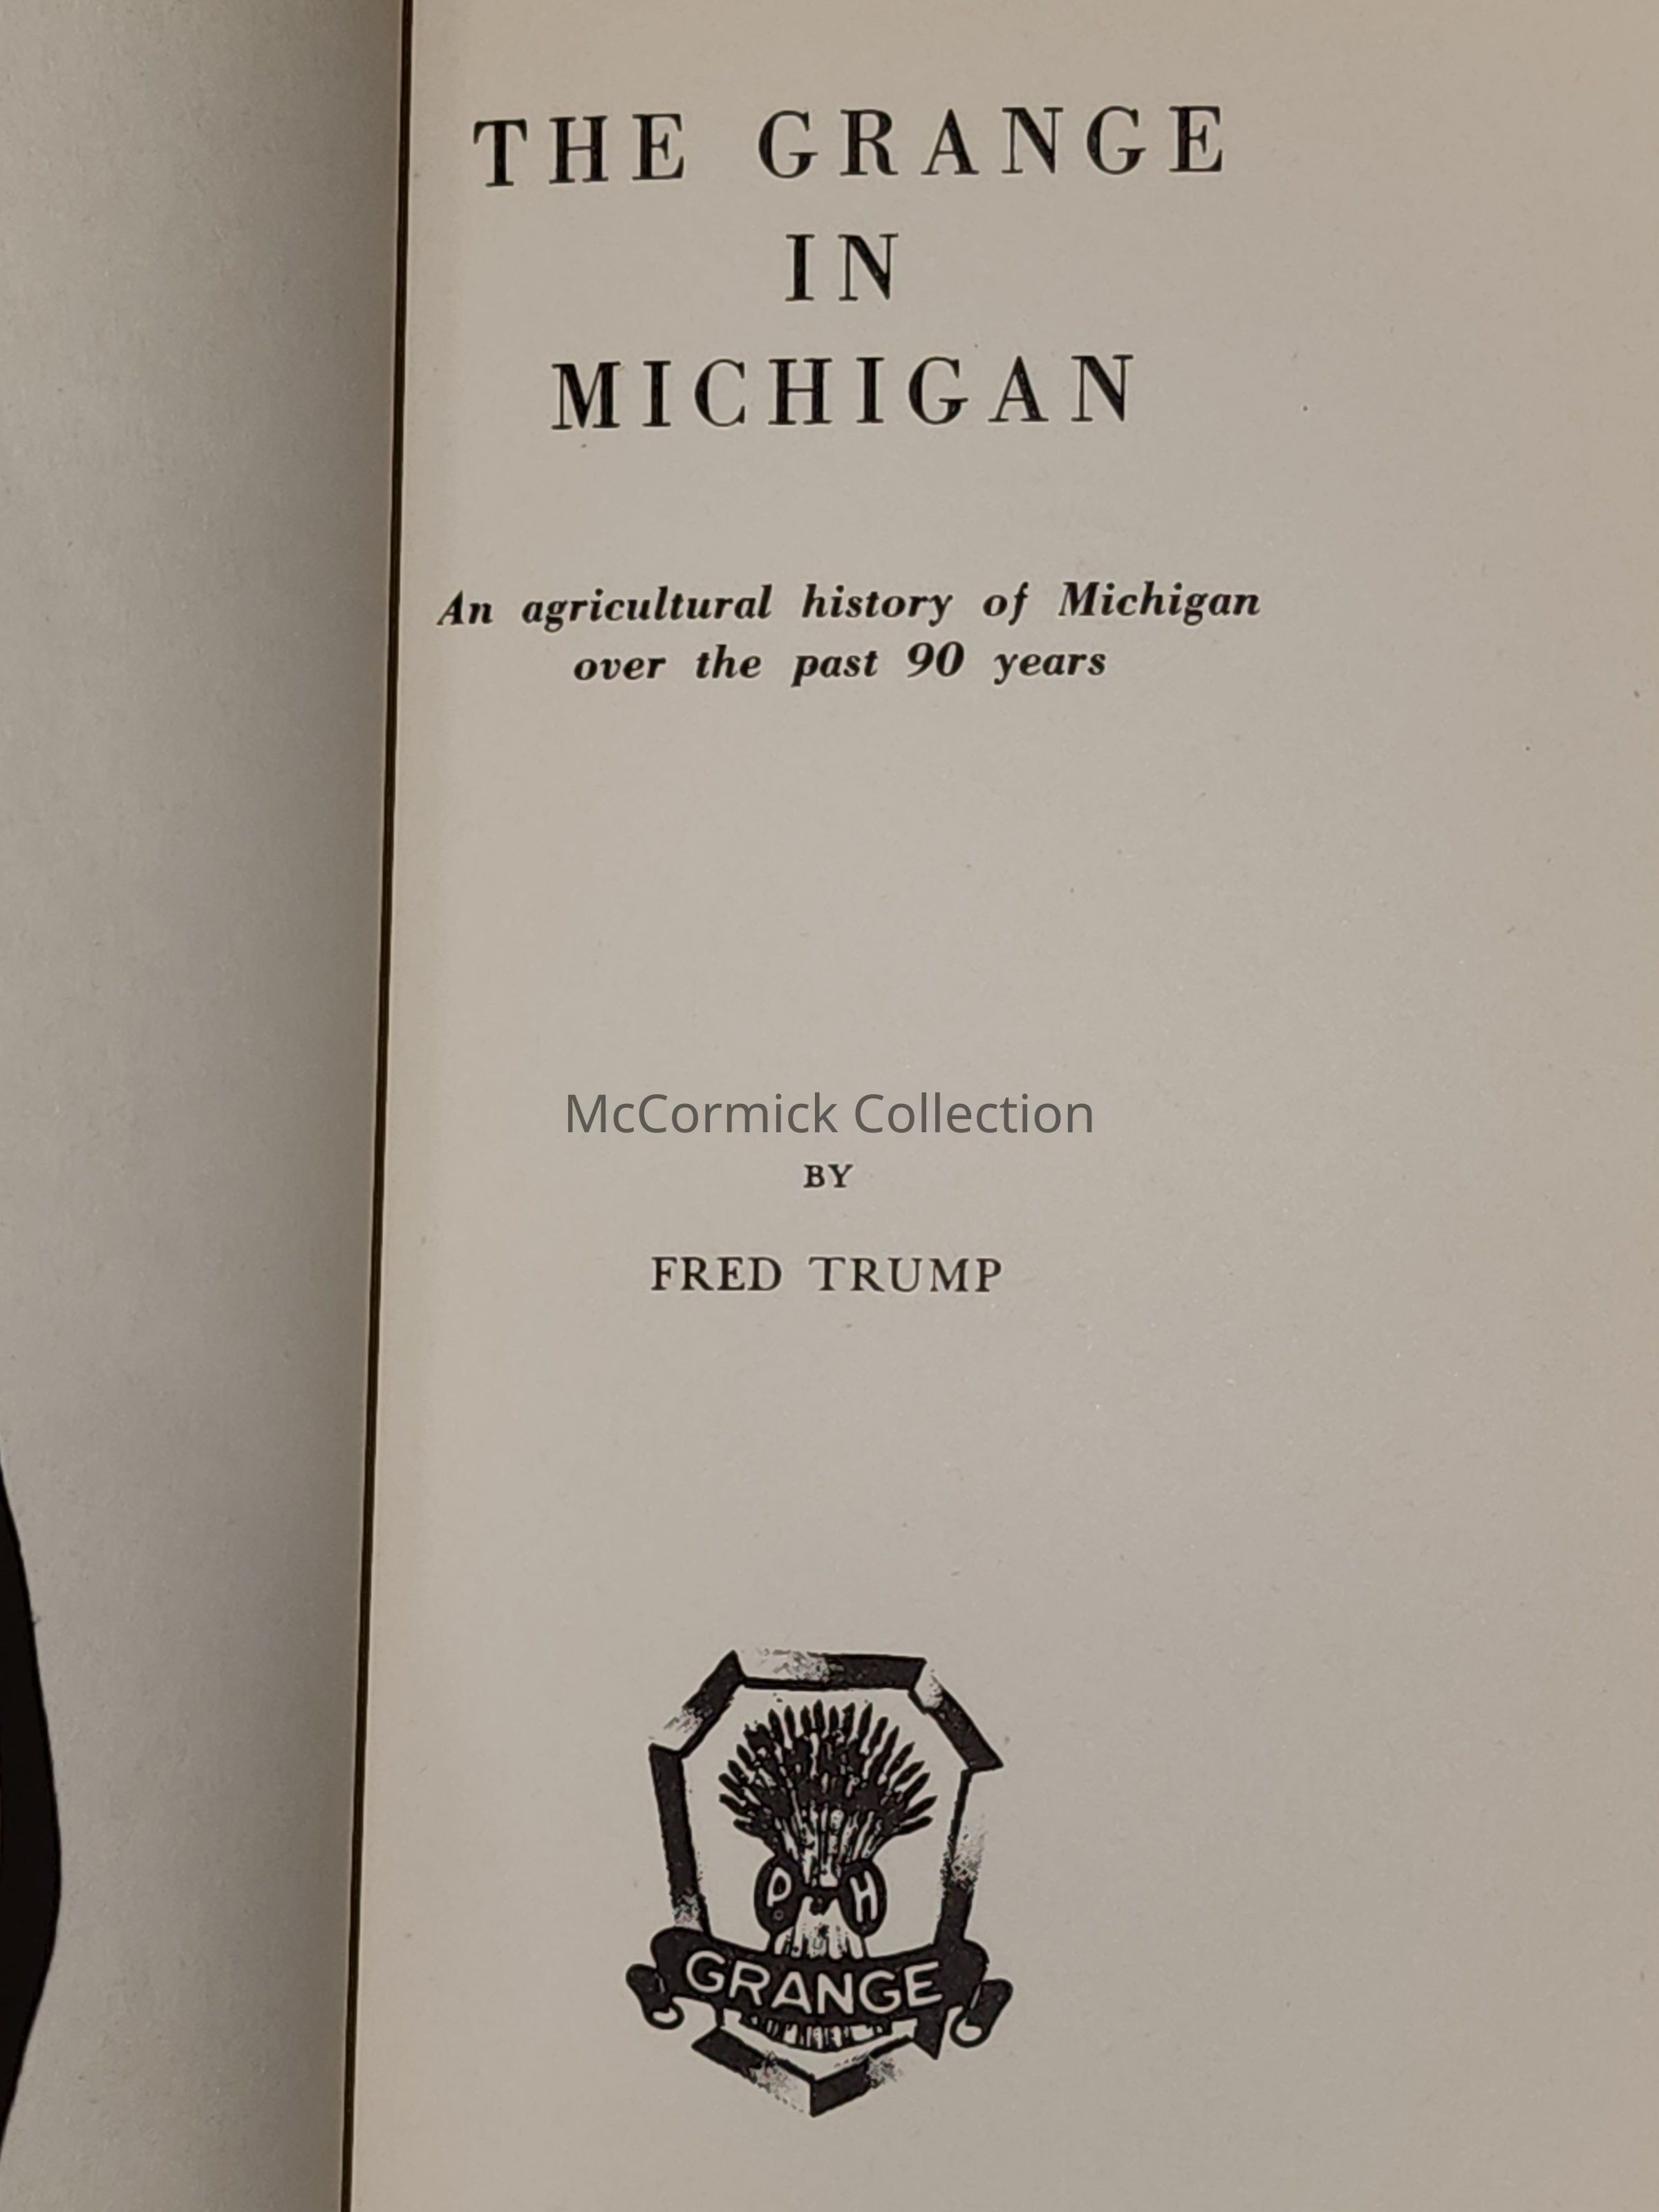 THE GRANGE
IN
MICHIGAN
An agricultural history of Michigan
over the past 90 years
McCormick Collection
BY
FRED TRUMP
P H
GRANGE